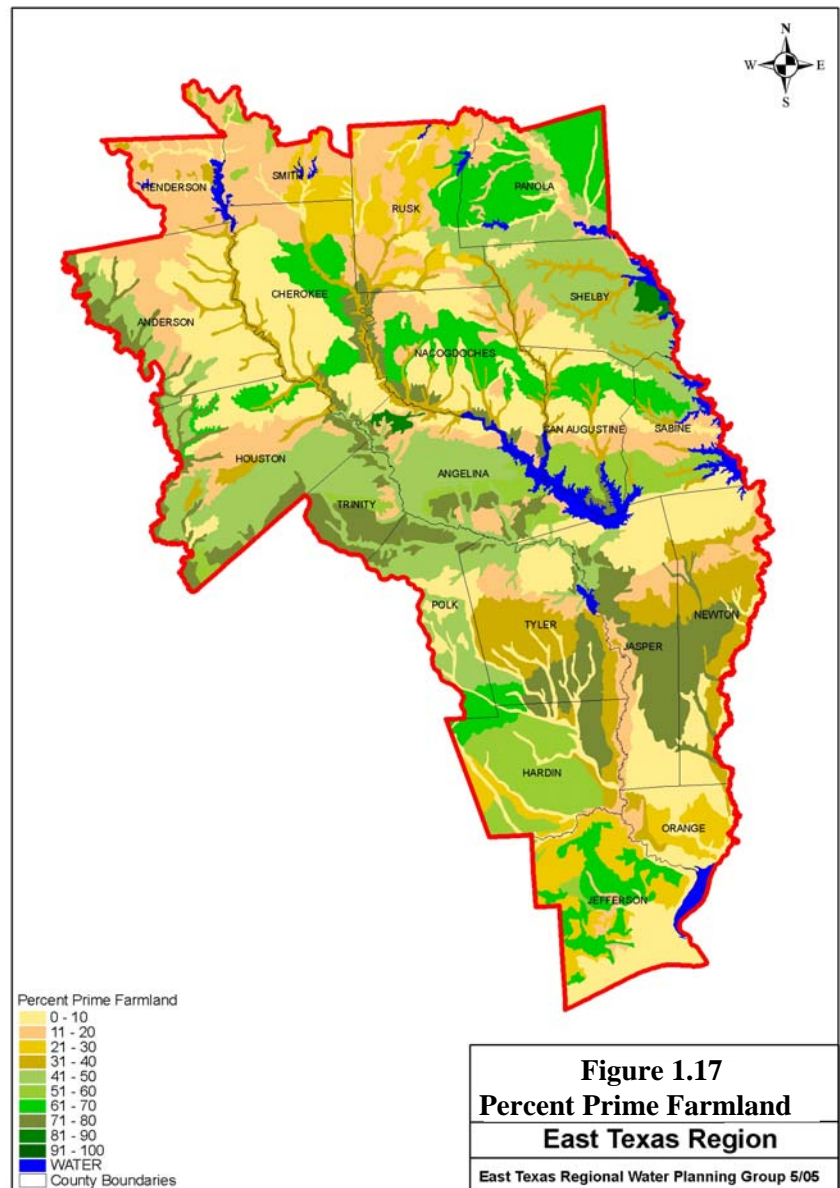 N
W E
S
HENDERSON
SMITH
RUSK
PANOLA
ANDERSON
CHEROKEE
SHELBY
NACOGDOCHES
SAN AUGUSTINE
SABINE
HOUSTON
ANGELINA
TRINITY
POLK
TYLER
JASPER
NEWTON
HARDIN
ORANGE
JEFFERSON
Percent Prime Farmland
0 - 10
11 - 20
21 - 30
31 - 40
41 - 50
51 - 60
61 - 70
71 - 80
81 - 90
91 - 100
WATER
County Boundaries
Figure 1.17
Percent Prime Farmland
East Texas Region
East Texas Regional Water Planning Group 5/05